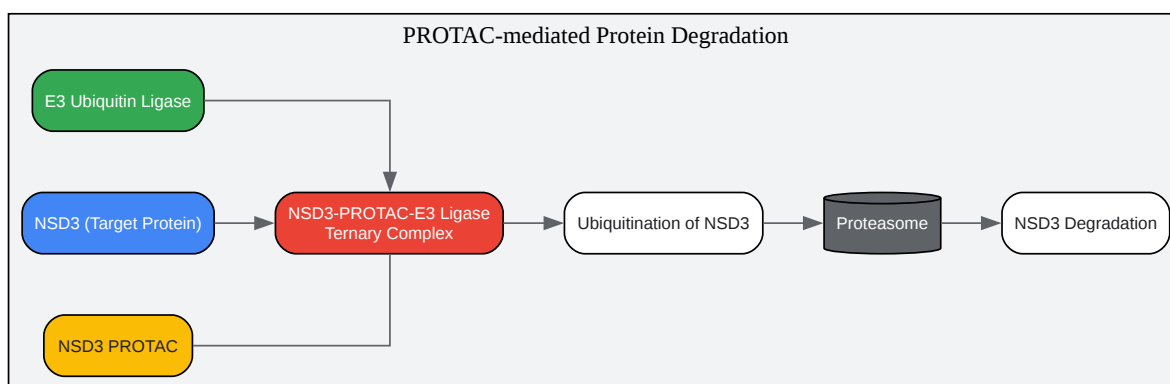 PROTAC-mediated Protein Degradation
E3 Ubiquitin Ligase
NSD3 (Target Protein)
NSD3-PROTAC-E3 Ligase
Ternary Complex
Ubiquitination of NSD3
Proteasome
NSD3 Degradation
NSD3 PROTAC